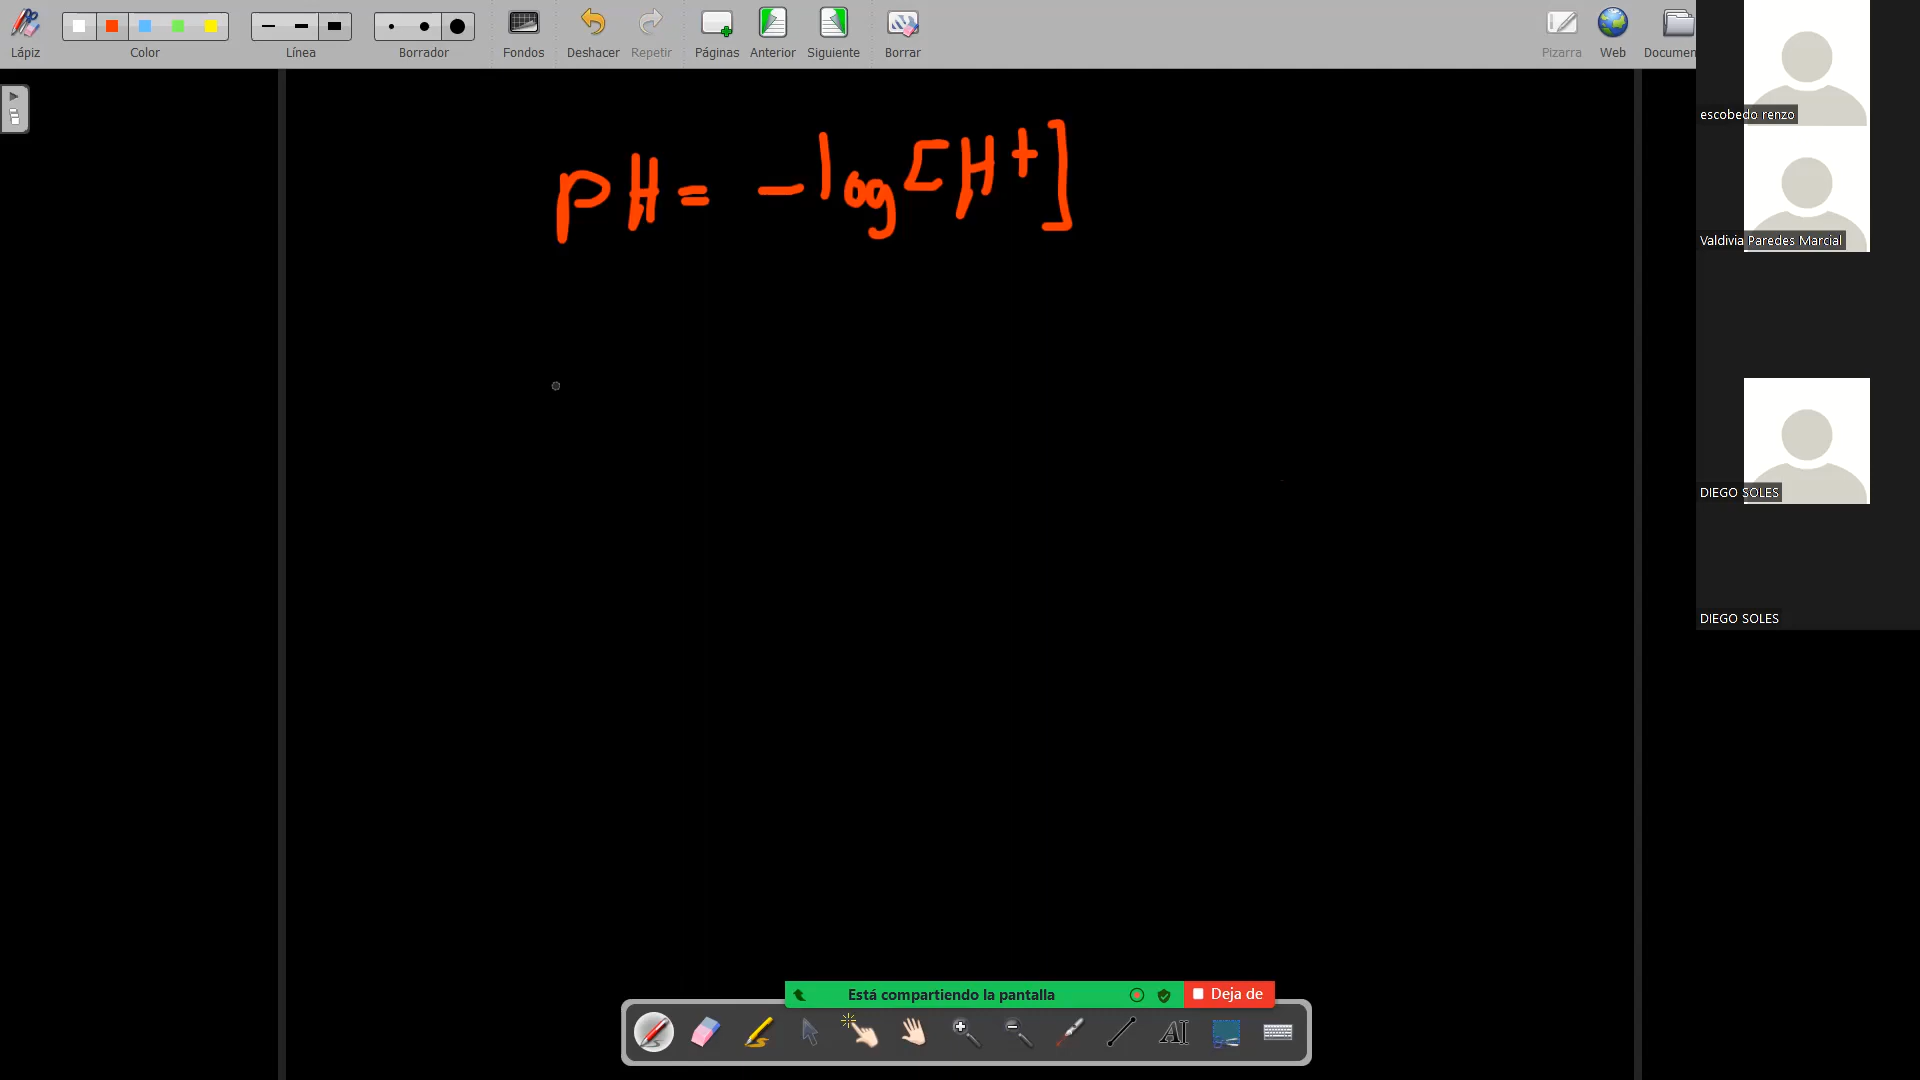 Lápiz
Color
Línea
Borrador
Fondos
Deshacer
Repetir
Páginas
Anterior
Siguiente
Borrar
Pizarra
Web
Documen
pH = -log[H+]
escobedo renzo
Valdivia Paredes Marcial
DIEGO SOLES
DIEGO SOLES
Está compartiendo la pantalla
Deja de
AI